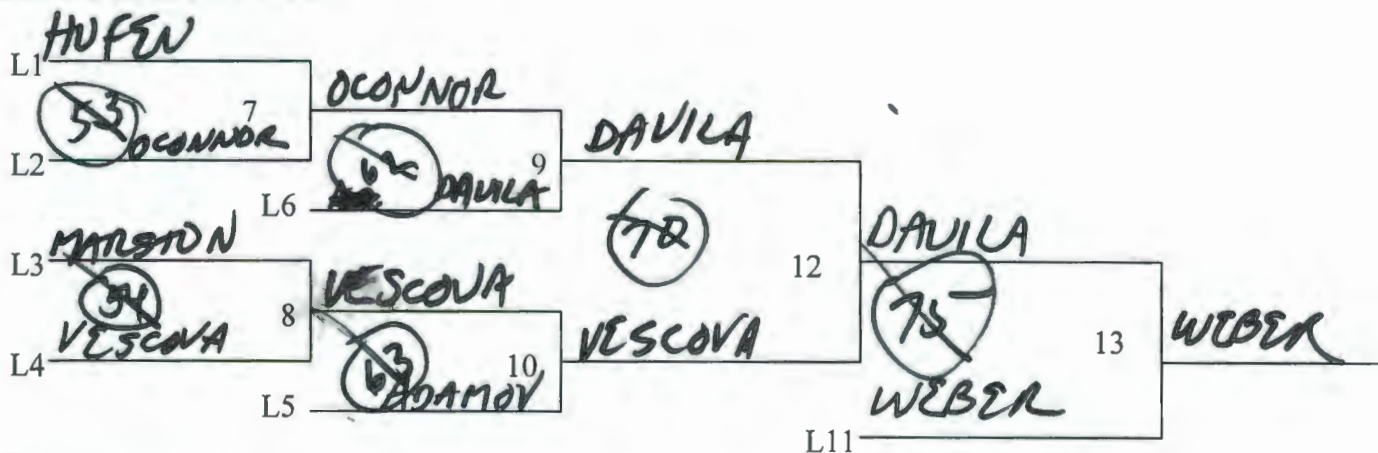 HUFEN
L1
53 7 OCONNOR
OCONNOR
L2
DAVILA
62 9
L6 DAVILA
MARSTON
L3
70
DAVILA
12
54 VESCOVA
8
VESCOVA
L4
63 10 VESCOVA
ADAMOV
L5
75 13 WEBER
WEBER
L11